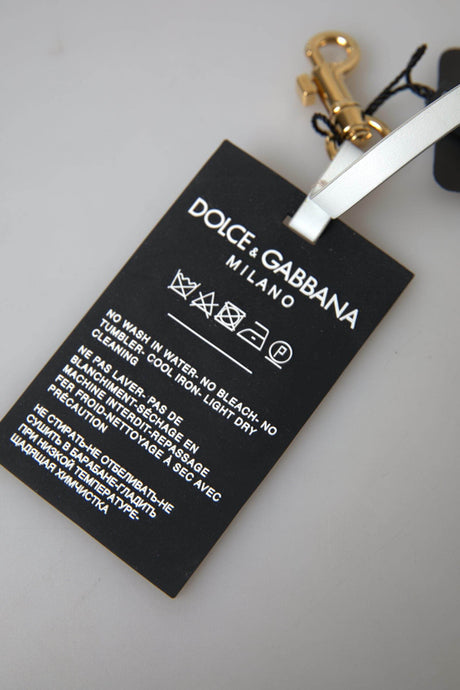 DOLCE & GABBANA
MILANO
NO WASH IN WATER- NO BLEACH- NO
TUMBLER- COOL IRON- LIGHT DRY
CLEANING
NE PAS LAVER- PAS DE
BLANCHIMENT-SÉCHAGE EN
MACHINE INTERDIT-REPASSAGE
FER FROID-NETTOYAGE À SEC AVEC
PRÉCAUTION
НЕ СТИРАТЬ-НЕ ОТБЕЛИВАТЬ-НЕ
СУШИТЬ В БАРАБАНЕ-ГЛАДИТЬ
ПРИ НИЗКОЙ ТЕМПЕРАТУРЕ-
ЩАДЯЩАЯ ХИМЧИСТКА